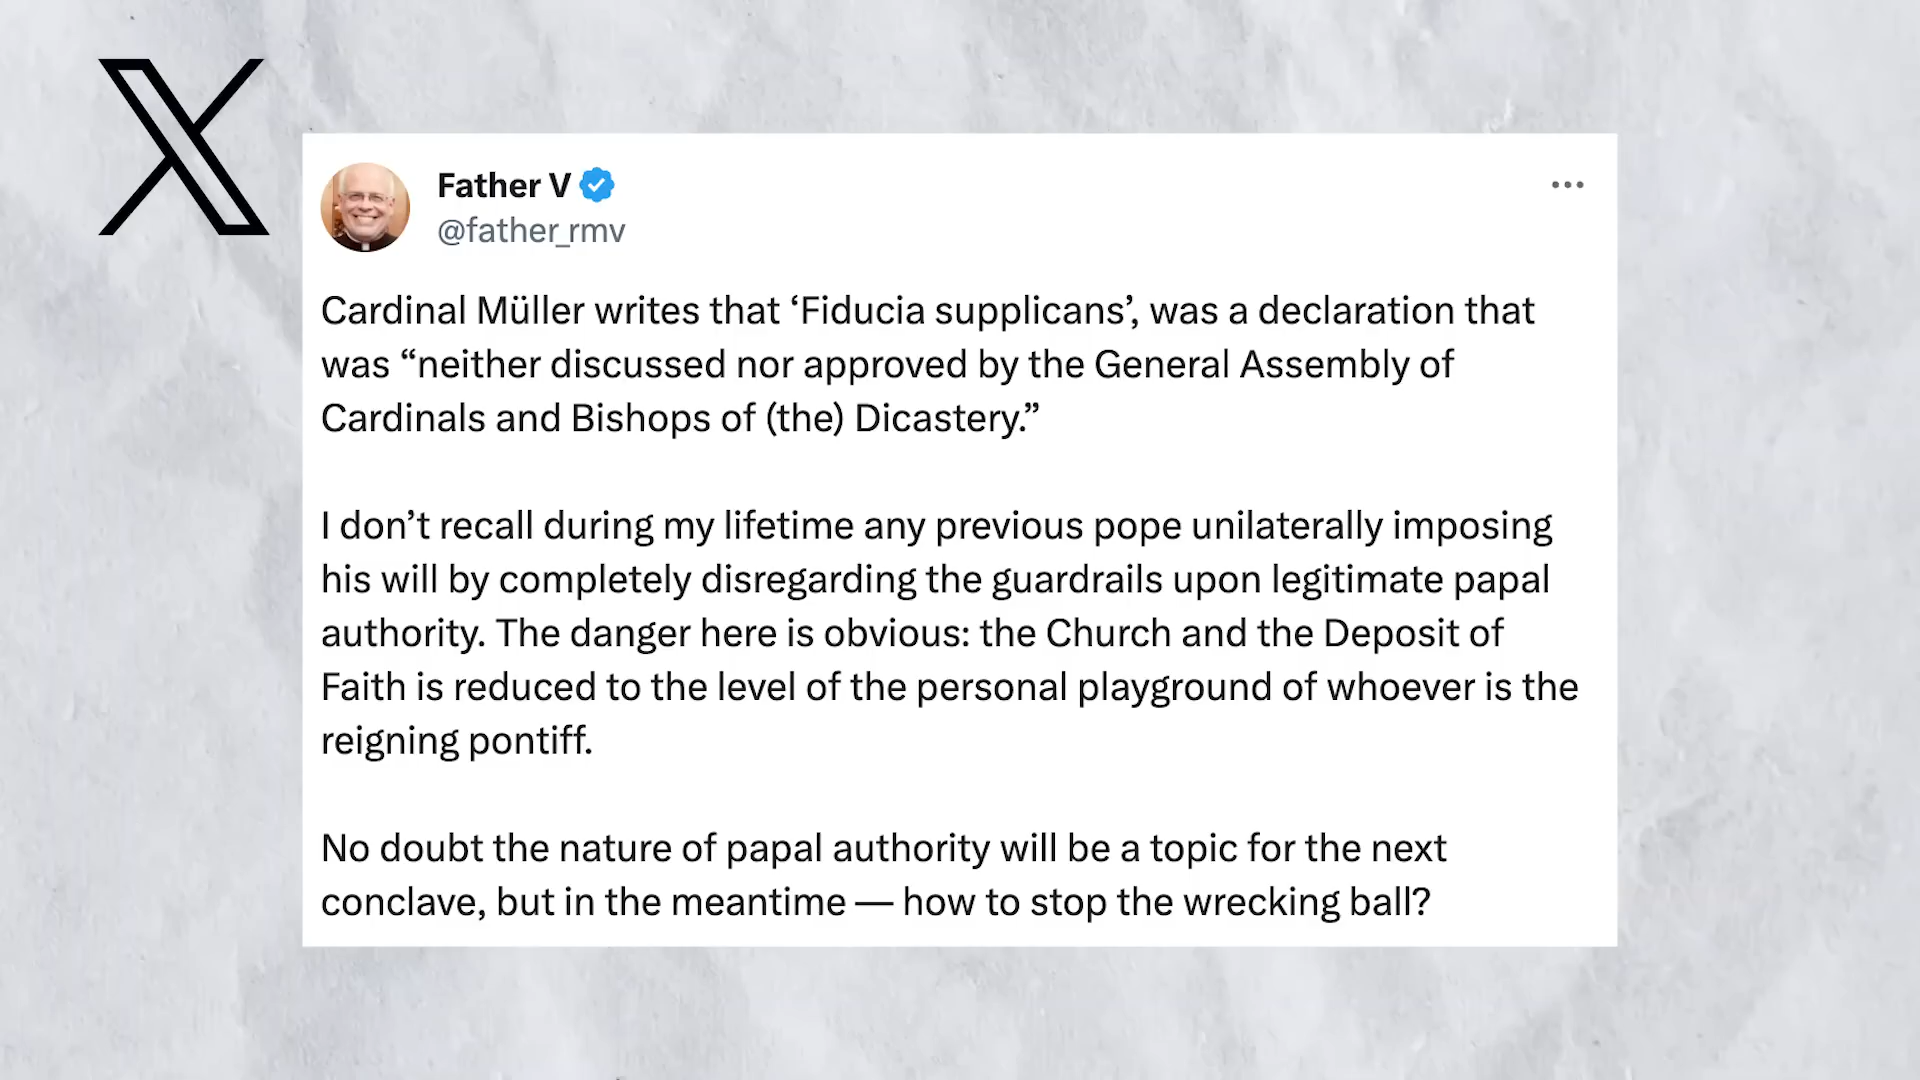 X
Father V
@father_rmv
Cardinal Müller writes that ‘Fiducia supplicans’, was a declaration that
was “neither discussed nor approved by the General Assembly of
Cardinals and Bishops of (the) Dicastery.”
I don’t recall during my lifetime any previous pope unilaterally imposing
his will by completely disregarding the guardrails upon legitimate papal
authority. The danger here is obvious: the Church and the Deposit of
Faith is reduced to the level of the personal playground of whoever is the
reigning pontiff.
No doubt the nature of papal authority will be a topic for the next
conclave, but in the meantime — how to stop the wrecking ball?